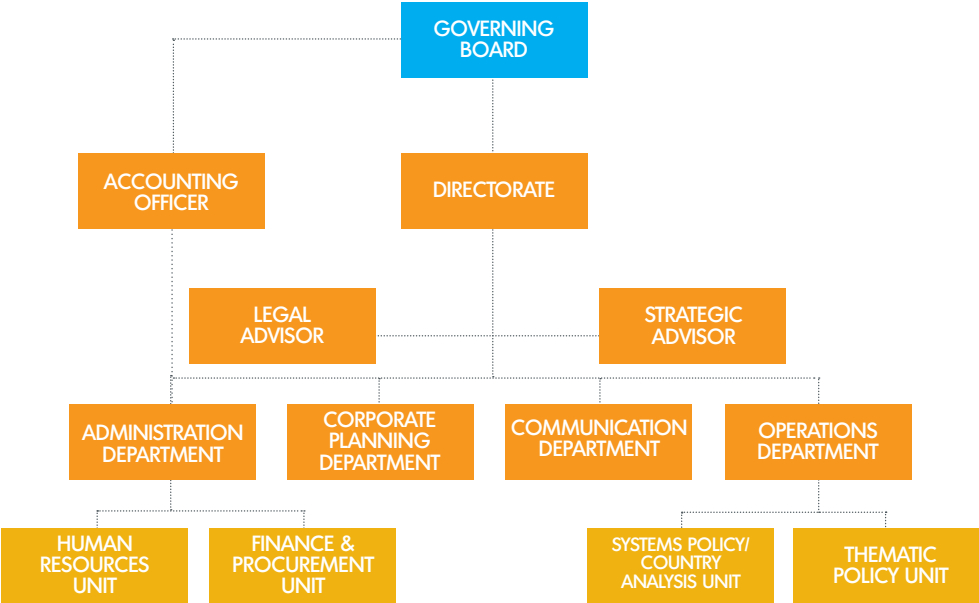 GOVERNING
BOARD
ACCOUNTING
OFFICER
DIRECTORATE
LEGAL
ADVISOR
STRATEGIC
ADVISOR
ADMINISTRATION
DEPARTMENT
CORPORATE
PLANNING
DEPARTMENT
COMMUNICATION
DEPARTMENT
OPERATIONS
DEPARTMENT
HUMAN
RESOURCES
UNIT
FINANCE &
PROCUREMENT
UNIT
SYSTEMS POLICY/
COUNTRY
ANALYSIS UNIT
THEMATIC
POLICY UNIT